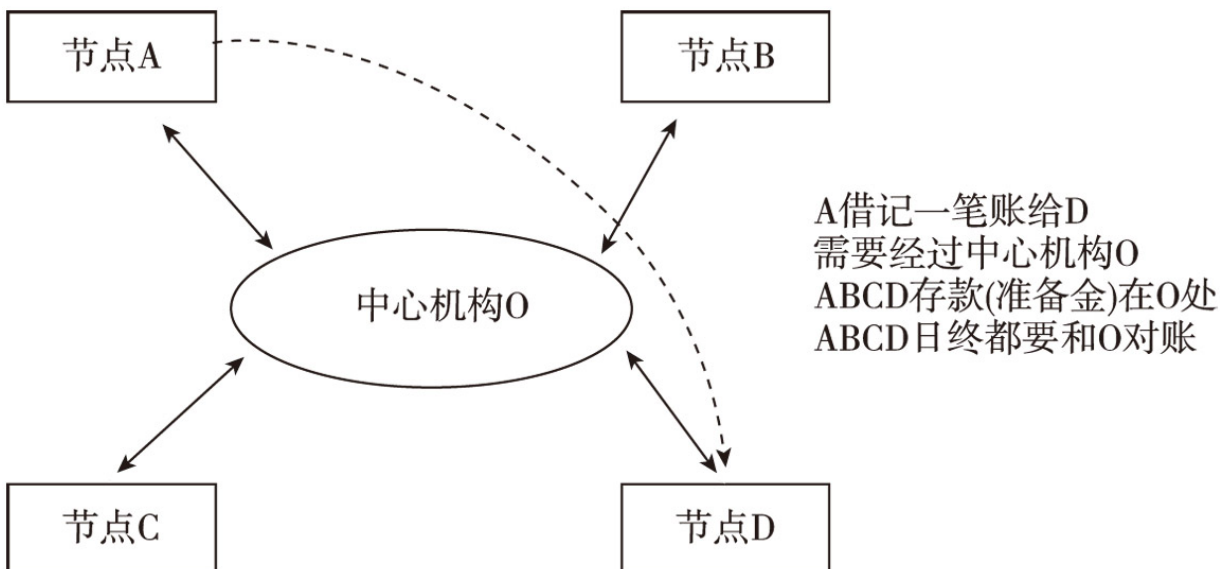 节点A
节点B
A借记一笔账给D
需要经过中心机构O
ABCD存款(准备金)在O处
ABCD日终都要和O对账
中心机构O
节点C
节点D